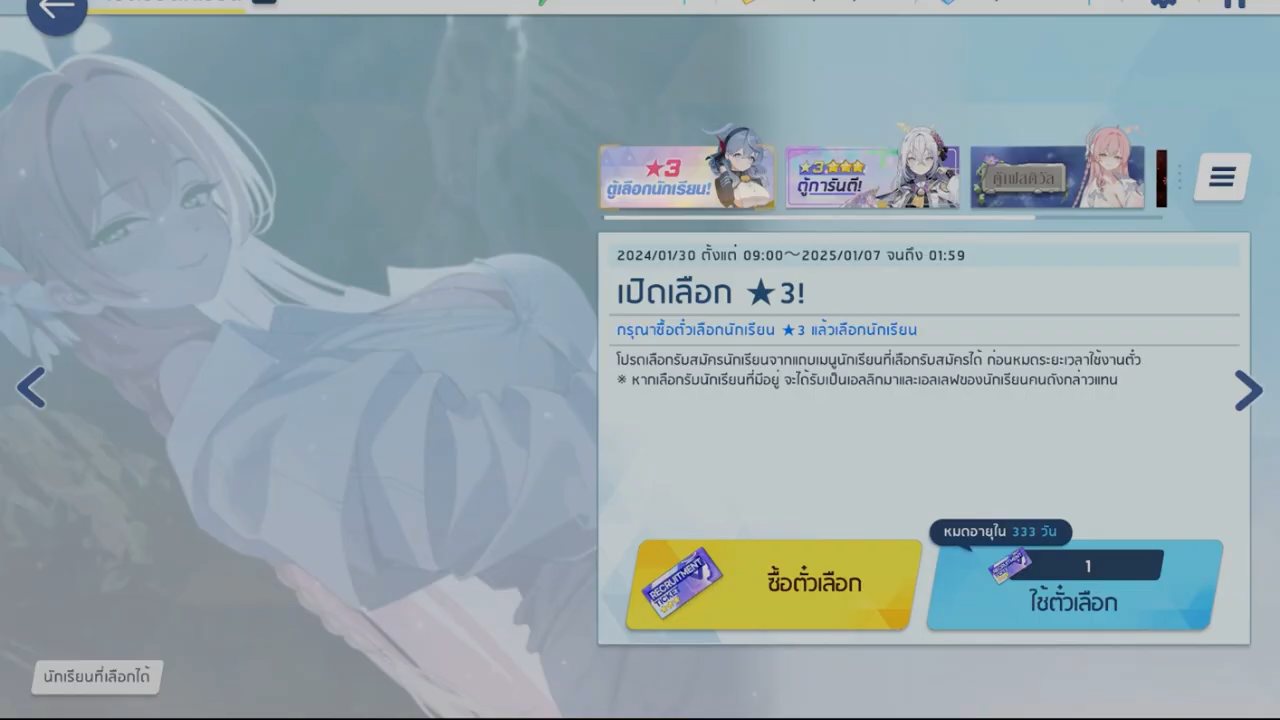 ★3
ตู้เลือกนักเรียน!
★3 ★★★
ตู้การันตี!
ตู้เฟสติวัล
2024/01/30 ตั้งแต่ 09:00～2025/01/07 จนถึง 01:59
เปิดเลือก ★3!
กรุณาซื้อตั๋วเลือกนักเรียน ★3 แล้วเลือกนักเรียน
โปรดเลือกรับสมัครนักเรียนจากแถบเมนูนักเรียนที่เลือกรับสมัครได้ ก่อนหมดระยะเวลาใช้งานตั๋ว
※ หากเลือกรับนักเรียนที่มีอยู่ จะได้รับเป็นเอลลิกมาและเอลเลฟของนักเรียนคนดังกล่าวแทน
หมดอายุใน 333 วัน
RECRUITMENT TICKET
ซื้อตั๋วเลือก
RECRUITMENT
1
ใช้ตั๋วเลือก
นักเรียนที่เลือกได้